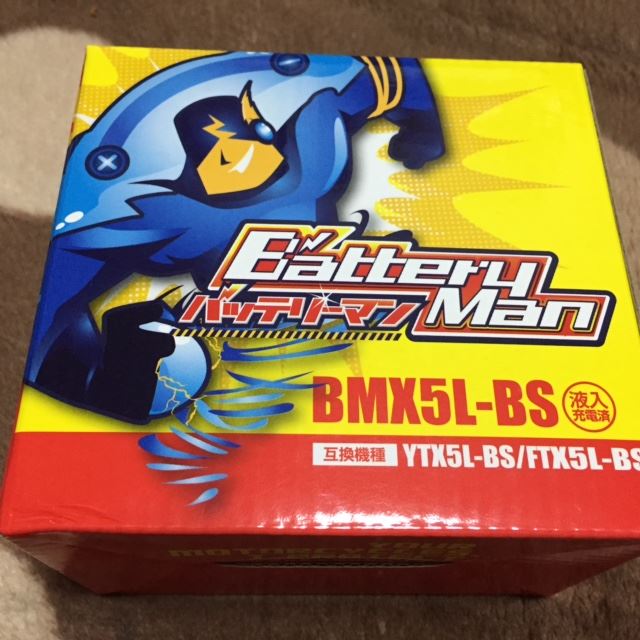 Battery
バッテリーマン Man
BMX5L-BS
液入
充電済
互換機種 YTX5L-BS/FTX5L-BS